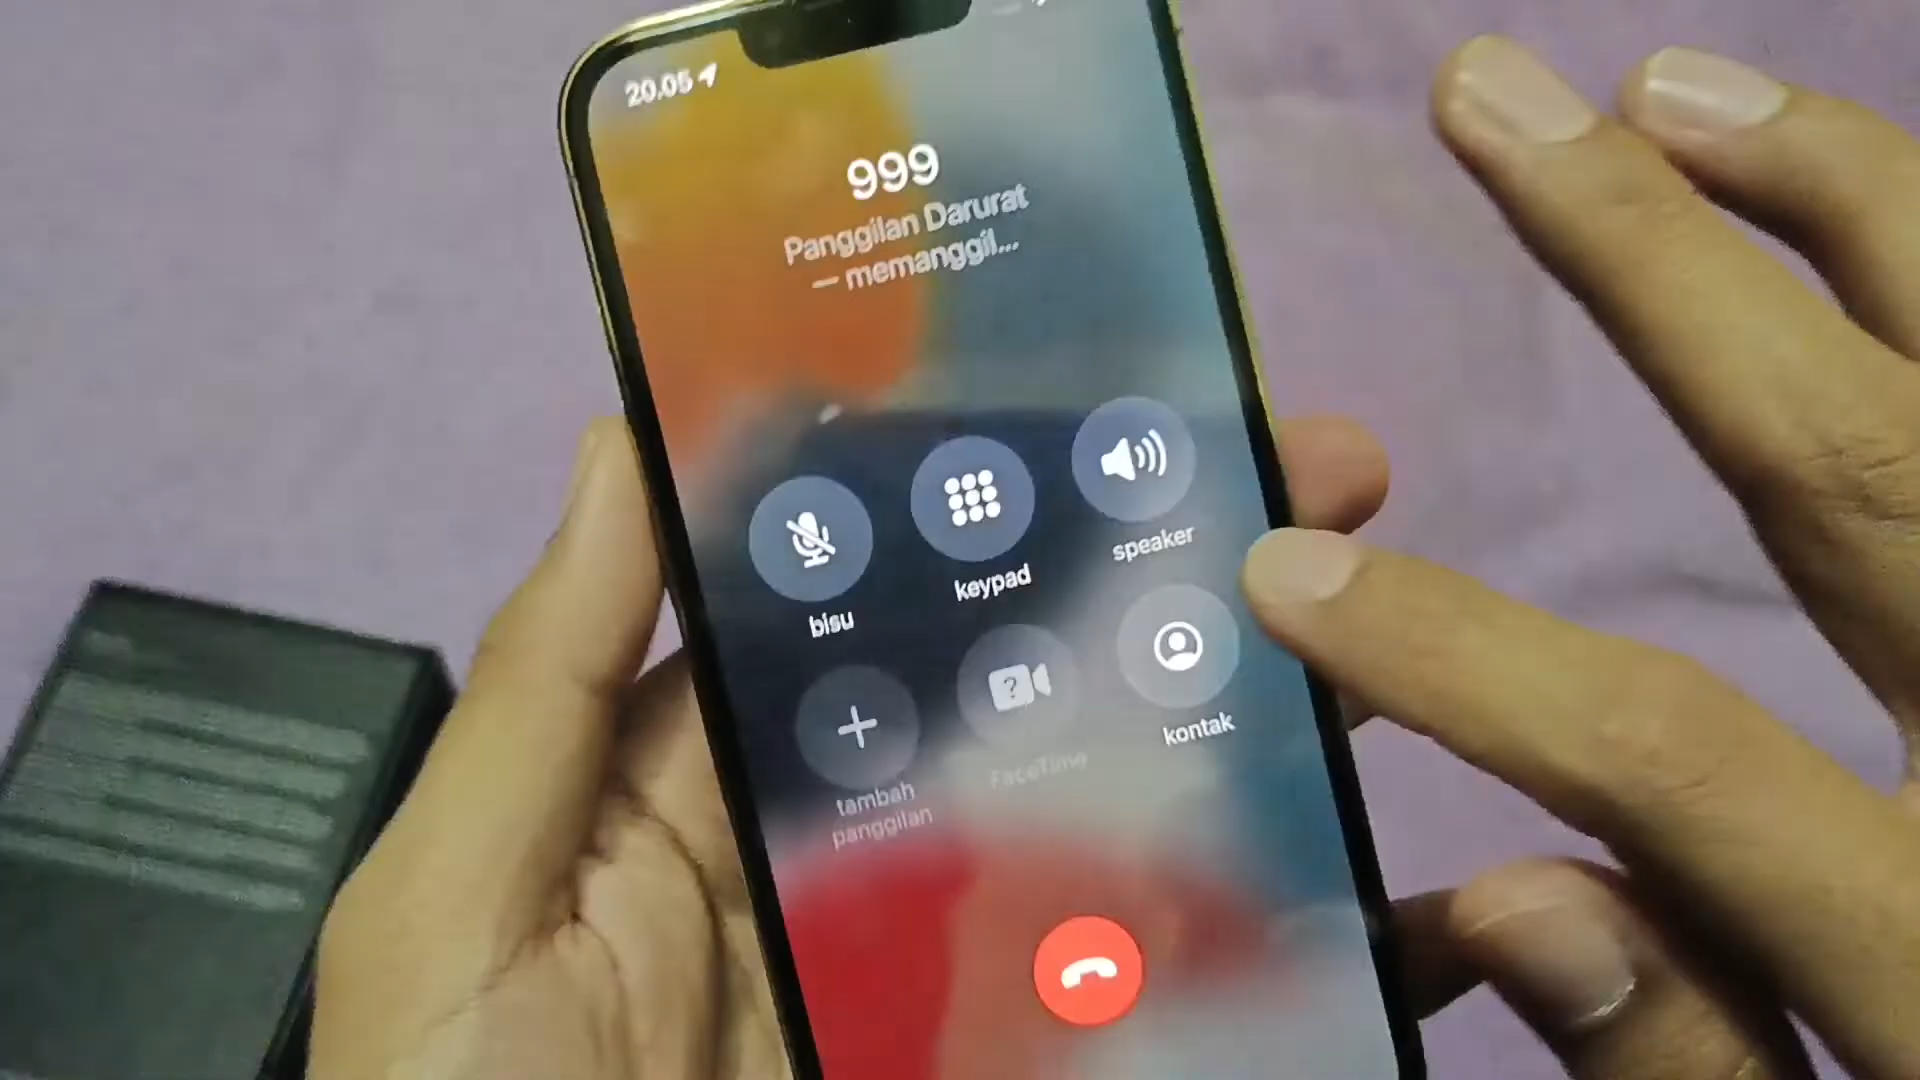 20.05
999
Panggilan Darurat
— memanggil...
bisu
keypad
speaker
tambah
panggilan
FaceTime
kontak